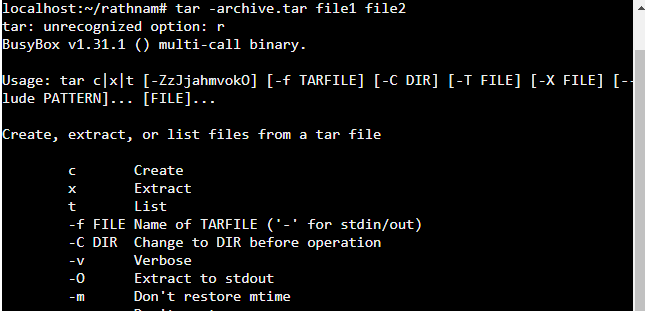 localhost:~/rathnam# tar -archive.tar file1 file2
tar: unrecognized option: r
BusyBox v1.31.1 () multi-call binary.
Usage: tar c|x|t [-ZzJjahmvokO] [-f TARFILE] [-C DIR] [-T FILE] [-X FILE] [--
lude PATTERN]... [FILE]...
Create, extract, or list files from a tar file
c Create
x Extract
t List
-f FILE Name of TARFILE ('-' for stdin/out)
-C DIR Change to DIR before operation
-v Verbose
-O Extract to stdout
-m Don't restore mtime